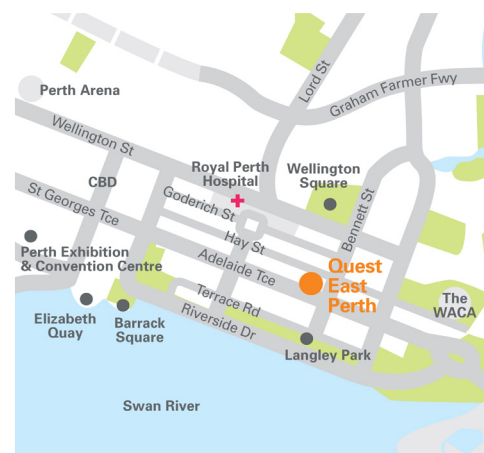 Lord St
Graham Farmer Fwy
Perth Arena
Wellington St
Royal Perth
Hospital
Wellington
Square
CBD
Goderich St
St Georges Tce
Bennett St
Hay St
Perth Exhibition
& Convention Centre
Adelaide Tce
Quest
East
Perth
Terrace Rd
The
WACA
Elizabeth
Quay
Barrack
Square
Riverside Dr
Langley Park
Swan River